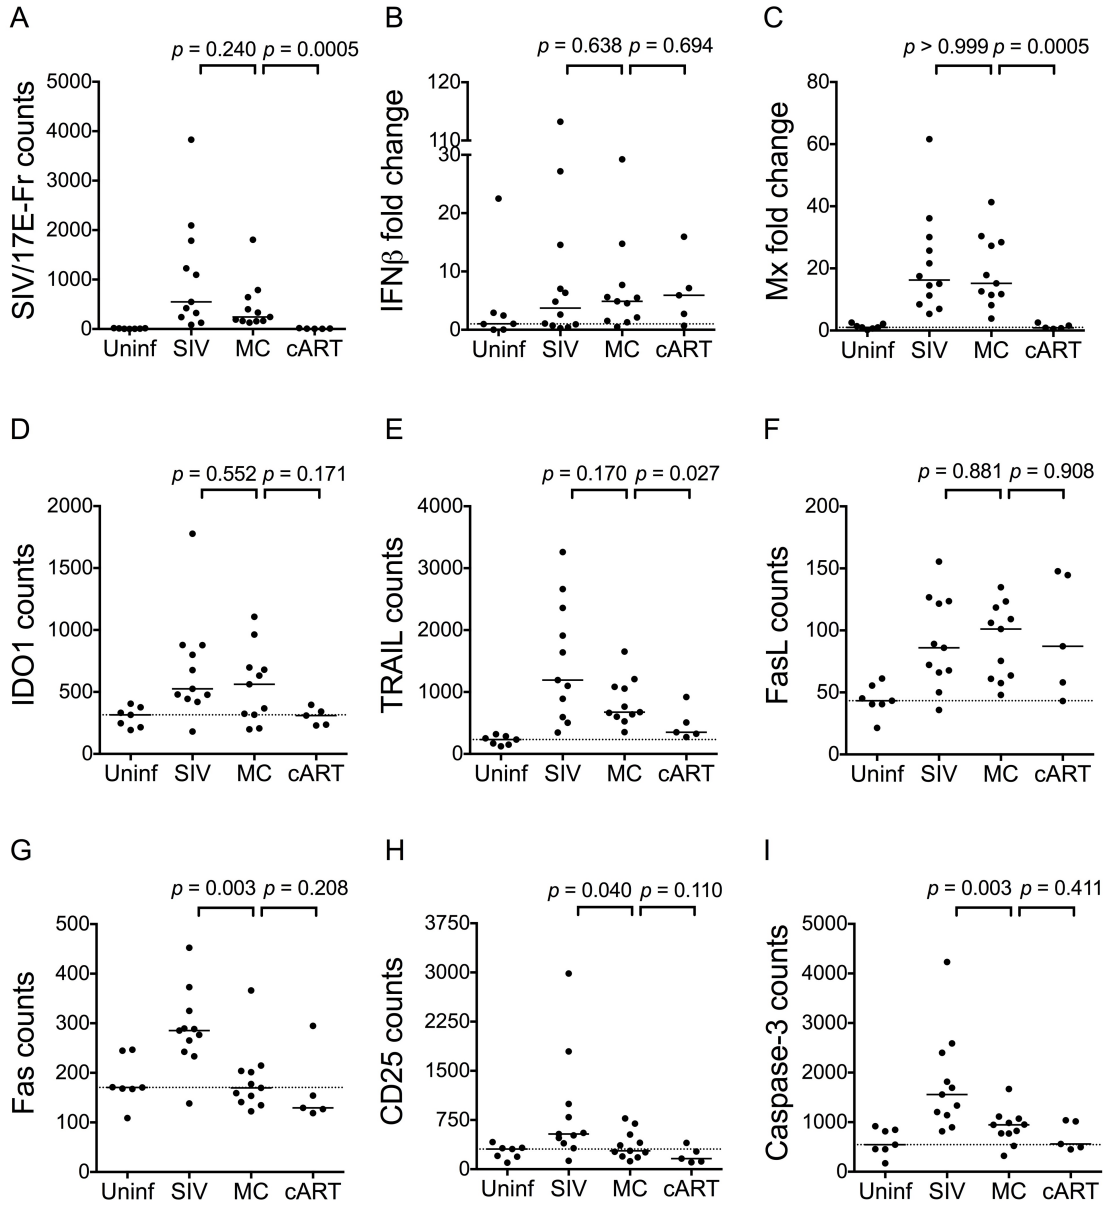 A
p = 0.240 p = 0.0005
SIV/17E-Fr counts
5000
4000
3000
2000
1000
0
Uninf SIV MC cART
B
p = 0.638 p = 0.694
IFNβ fold change
120
110
30
20
10
0
Uninf SIV MC cART
C
p > 0.999 p = 0.0005
Mx fold change
80
60
40
20
0
Uninf SIV MC cART
D
p = 0.552 p = 0.171
IDO1 counts
2000
1500
1000
500
0
Uninf SIV MC cART
E
p = 0.170 p = 0.027
TRAIL counts
4000
3000
2000
1000
0
Uninf SIV MC cART
F
p = 0.881 p = 0.908
FasL counts
200
150
100
50
0
Uninf SIV MC cART
G
p = 0.003 p = 0.208
Fas counts
500
400
300
200
100
0
Uninf SIV MC cART
H
p = 0.040 p = 0.110
CD25 counts
3750
3000
2250
1500
750
0
Uninf SIV MC cART
I
p = 0.003 p = 0.411
Caspase-3 counts
5000
4000
3000
2000
1000
0
Uninf SIV MC cART